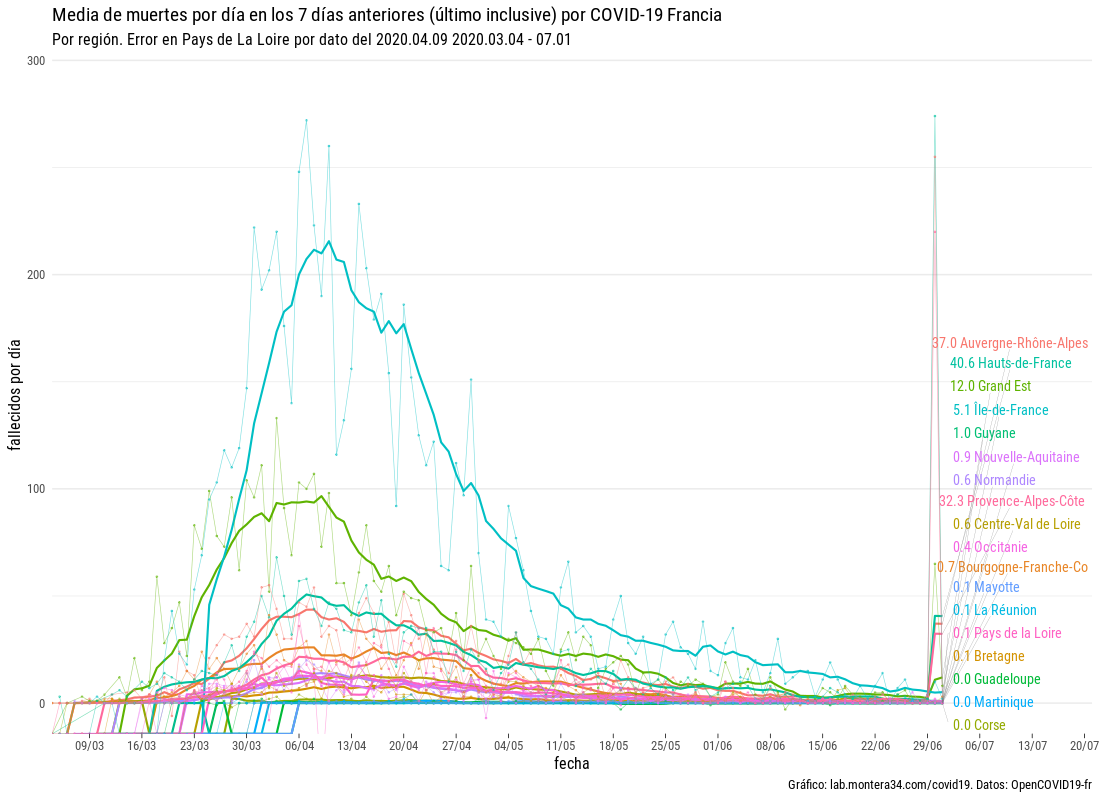 Media de muertes por día en los 7 días anteriores (último inclusive) por COVID-19 Francia
Por región. Error en Pays de La Loire por dato del 2020.04.09 2020.03.04 - 07.01
300
200
100
0
fallecidos por día
37.0 Auvergne-Rhône-Alpes
40.6 Hauts-de-France
12.0 Grand Est
5.1 Île-de-France
1.0 Guyane
0.9 Nouvelle-Aquitaine
0.6 Normandie
32.3 Provence-Alpes-Côte
0.6 Centre-Val de Loire
0.4 Occitanie
0.7 Bourgogne-Franche-Co
0.1 Mayotte
0.1 La Réunion
0.1 Pays de la Loire
0.1 Bretagne
0.0 Guadeloupe
0.0 Martinique
0.0 Corse
09/03 16/03 23/03 30/03 06/04 13/04 20/04 27/04 04/05 11/05 18/05 25/05 01/06 08/06 15/06 22/06 29/06 06/07 13/07 20/07
fecha
Gráfico: lab.montera34.com/covid19. Datos: OpenCOVID19-fr